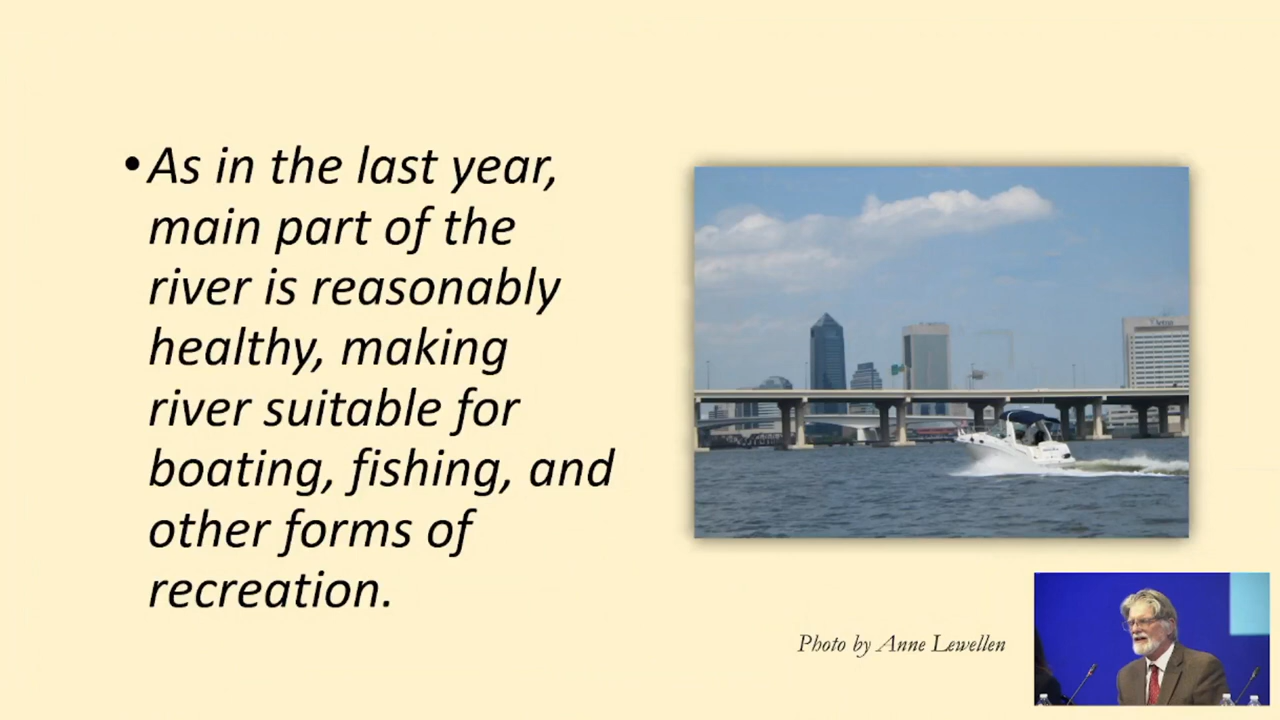 • As in the last year,
main part of the
river is reasonably
healthy, making
river suitable for
boating, fishing, and
other forms of
recreation.
Photo by Anne Lewellen